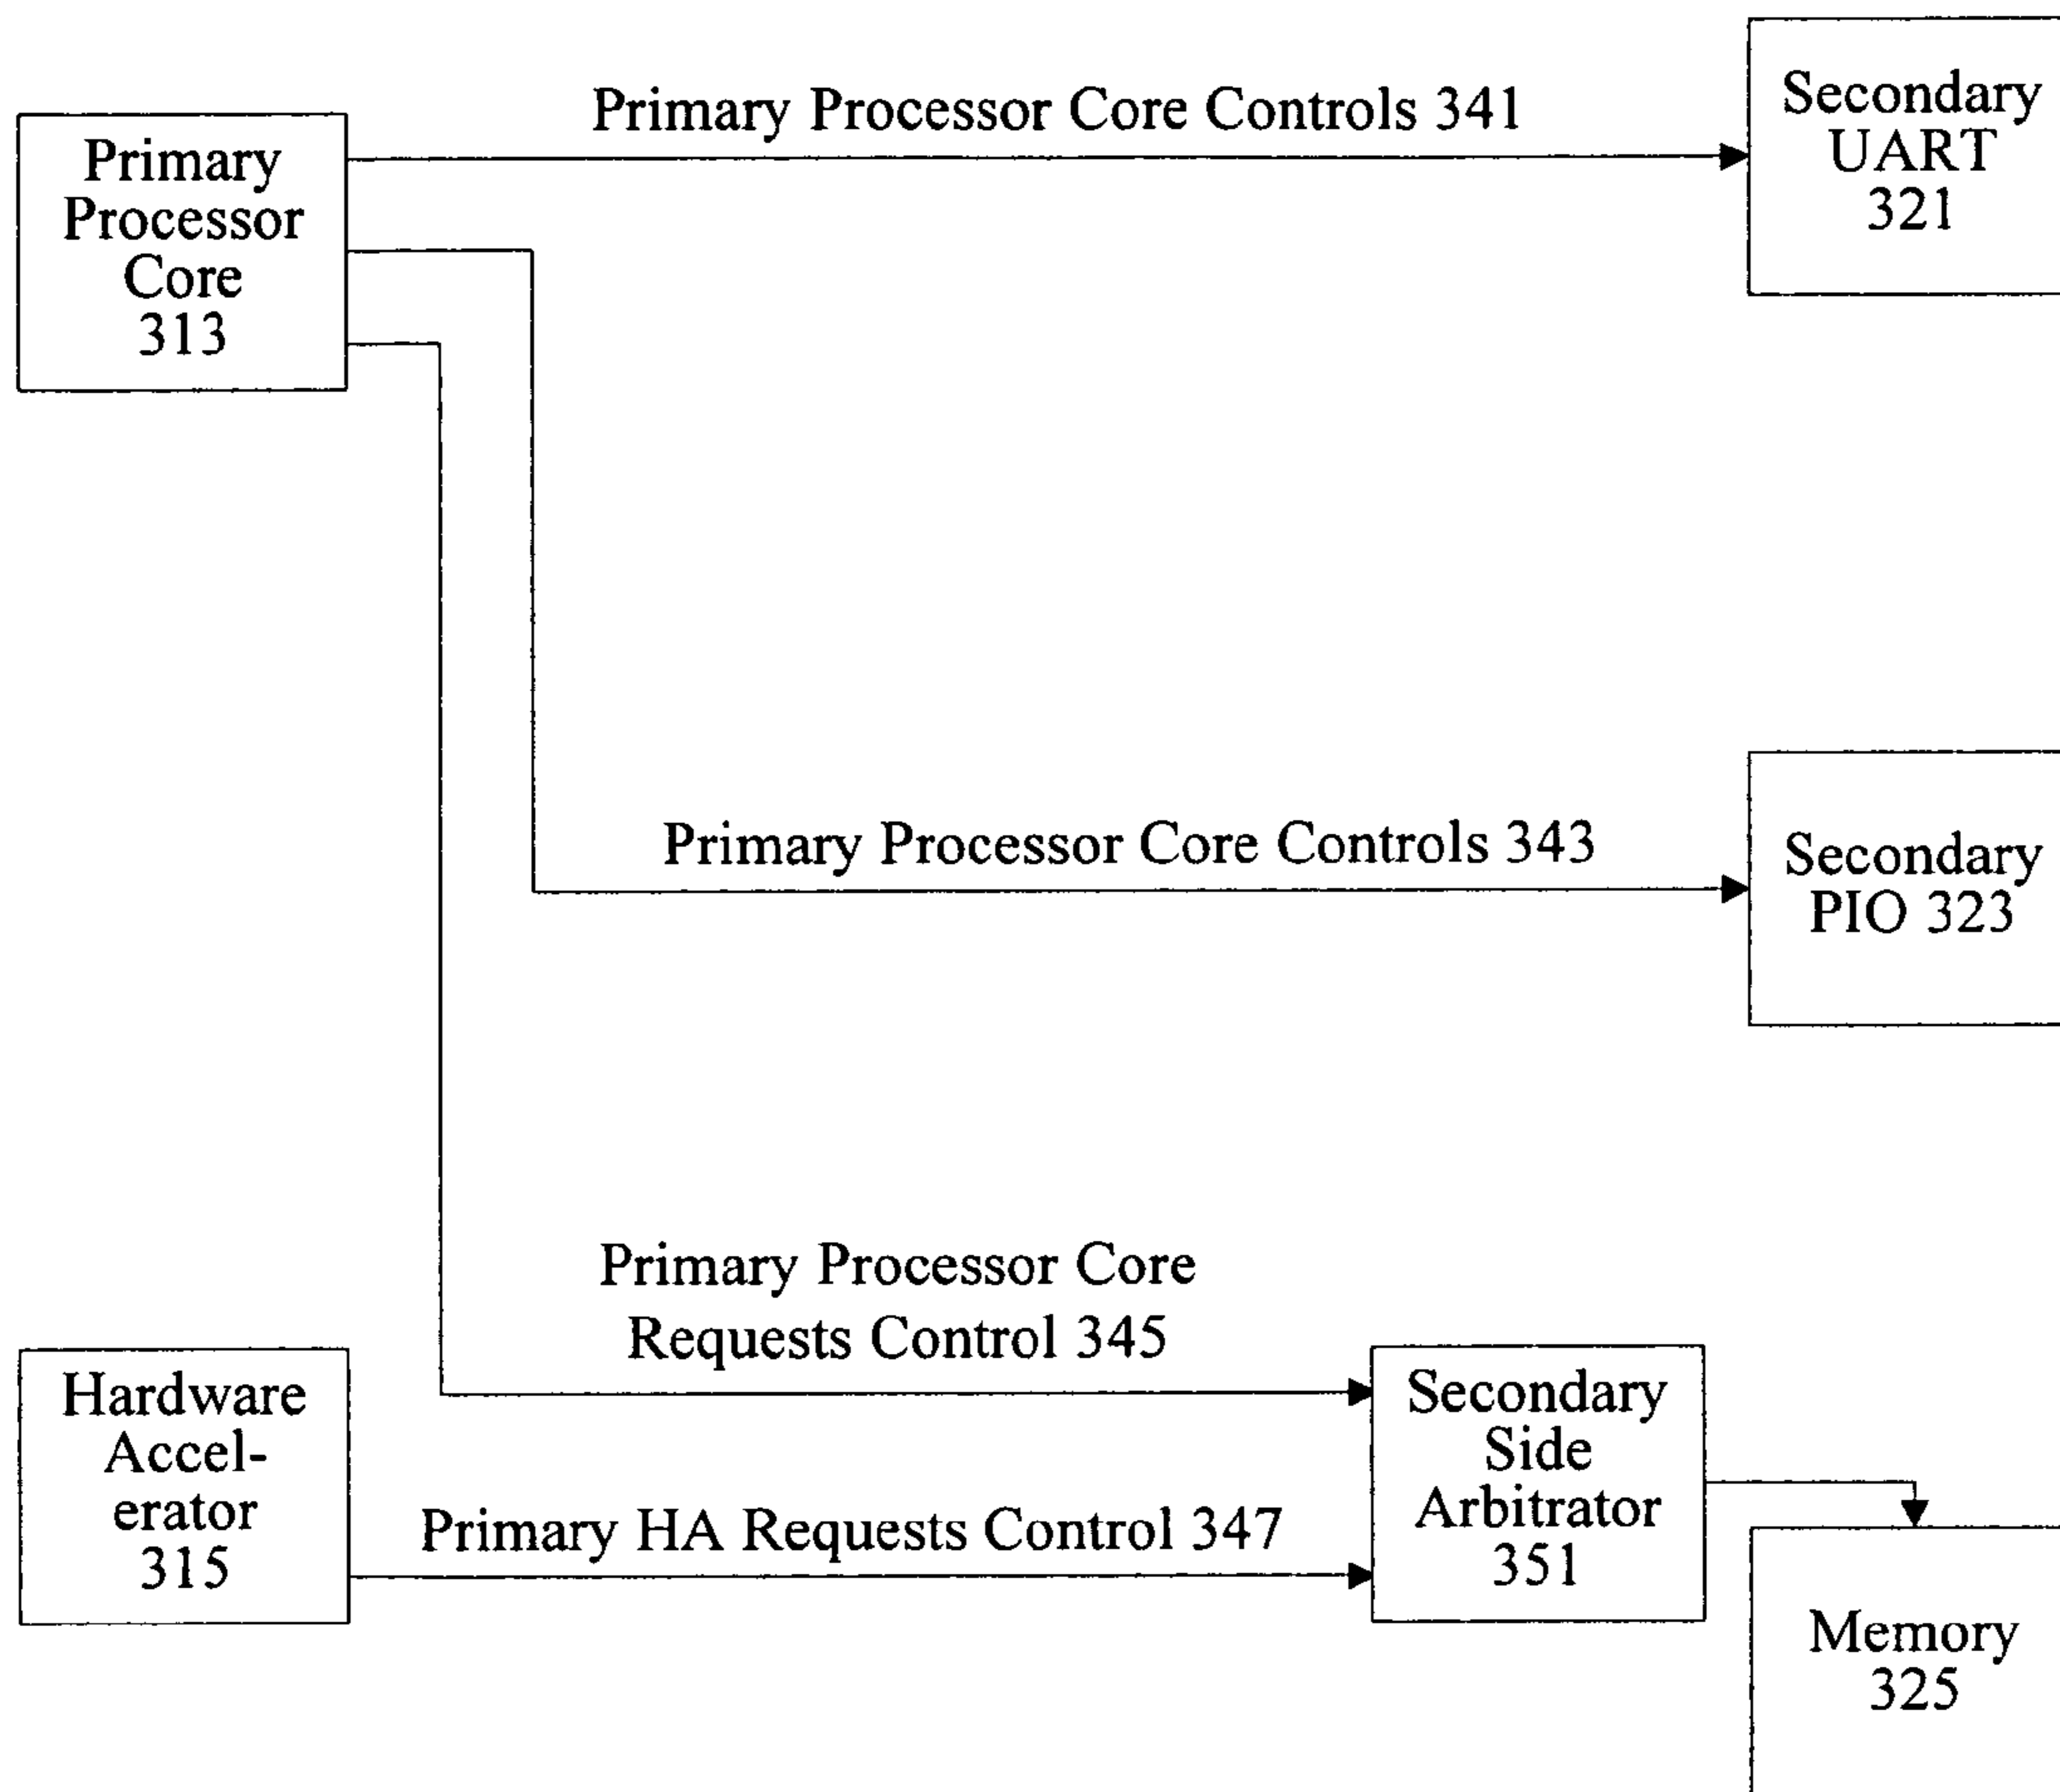 Primary Processor Core Controls 341
Secondary
UART
321
Primary
Processor
Core
313
Primary Processor Core Controls 343
Secondary
PIO 323
Primary Processor Core
Requests Control 345
Hardware
Accel-
erator
315
Primary HA Requests Control 347
Secondary
Side
Arbitrator
351
Memory
325